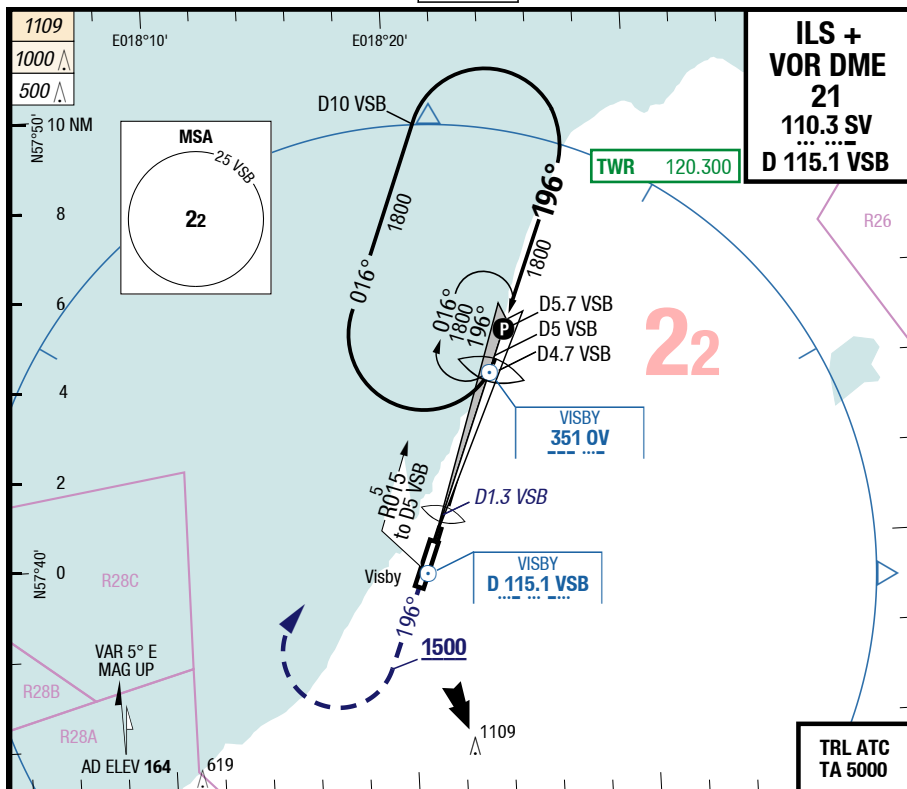 1109
1000
500
E018°10'
E018°20'
ILS +
VOR DME
21
110.3 SV
D 115.1 VSB
D10 VSB
N57°50'
10 NM
MSA
25 VSB
22
TWR 120.300
R26
8
6
4
2
0
016°
1800
196°
1800
016°
1800
196°
P
D5.7 VSB
D5 VSB
D4.7 VSB
22
VISBY
351 OV
5
R015
to D5 VSB
D1.3 VSB
N57°40'
Visby
VISBY
D 115.1 VSB
R28C
196°
1500
VAR 5° E
MAG UP
R28B
R28A
AD ELEV 164
619
1109
TRL ATC
TA 5000